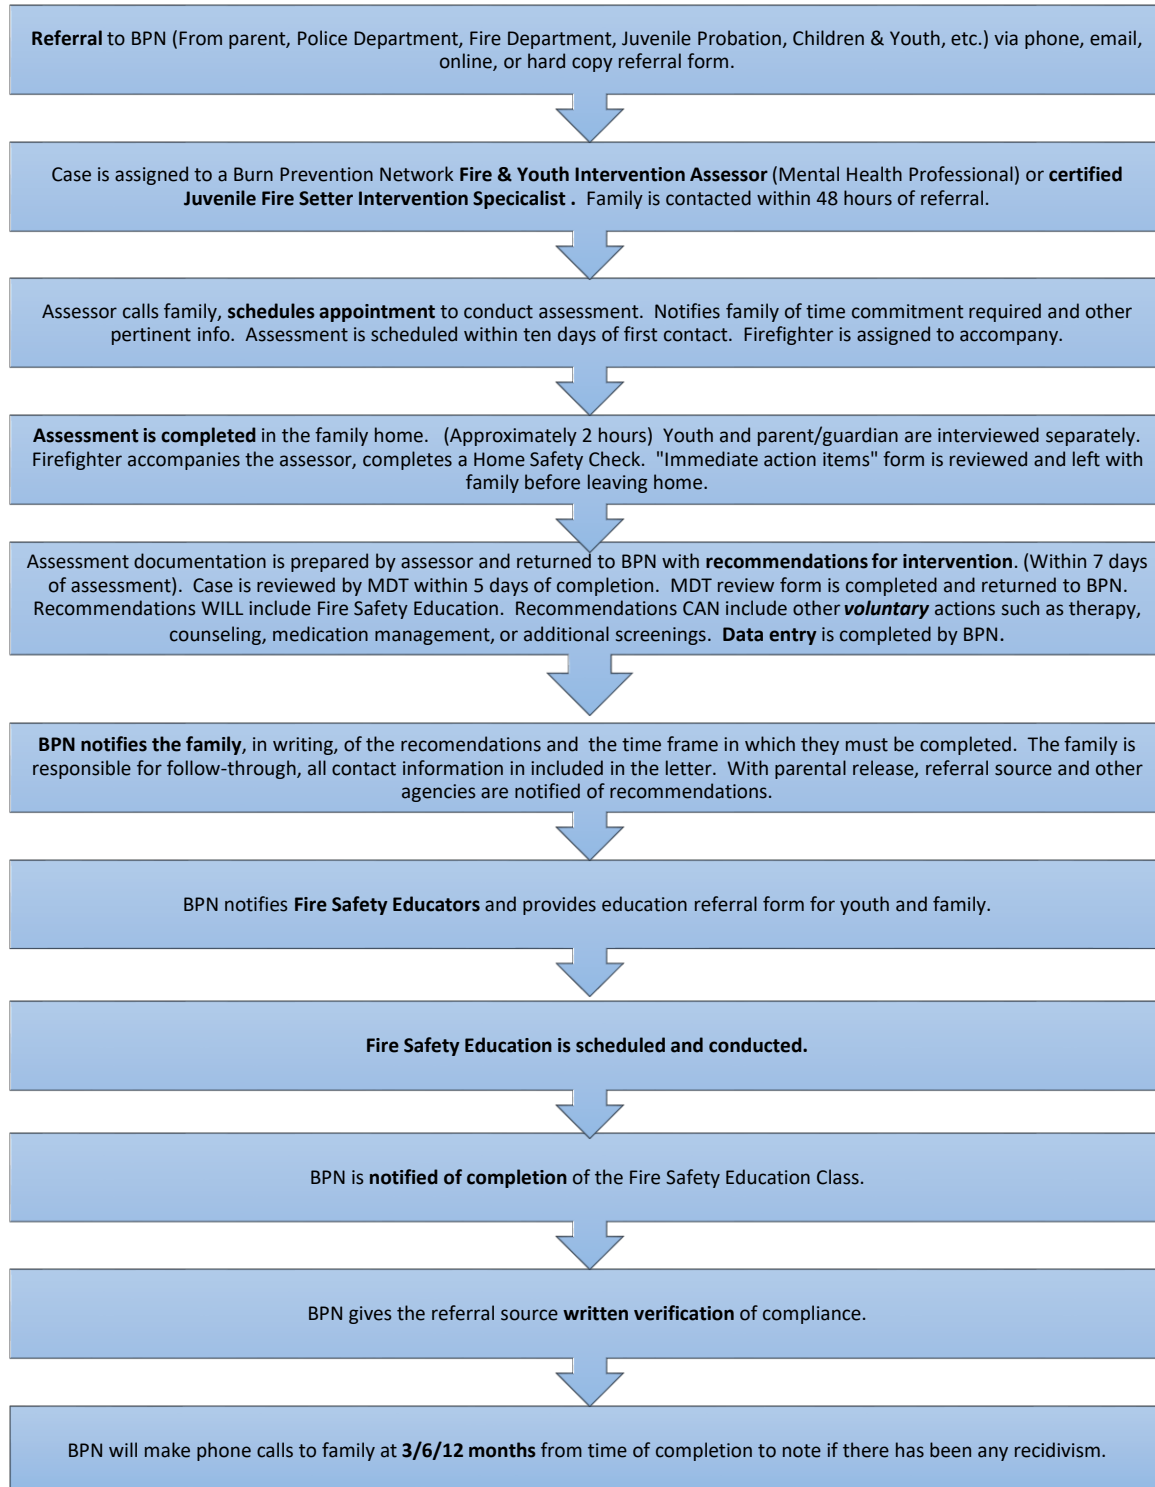 Referral to BPN (From parent, Police Department, Fire Department, Juvenile Probation, Children & Youth, etc.) via phone, email,
online, or hard copy referral form.
Case is assigned to a Burn Prevention Network Fire & Youth Intervention Assessor (Mental Health Professional) or certified
Juvenile Fire Setter Intervention Specicalist . Family is contacted within 48 hours of referral.
Assessor calls family, schedules appointment to conduct assessment. Notifies family of time commitment required and other
pertinent info. Assessment is scheduled within ten days of first contact. Firefighter is assigned to accompany.
Assessment is completed in the family home. (Approximately 2 hours) Youth and parent/guardian are interviewed separately.
Firefighter accompanies the assessor, completes a Home Safety Check. "Immediate action items" form is reviewed and left with
family before leaving home.
Assessment documentation is prepared by assessor and returned to BPN with recommendations for intervention. (Within 7 days
of assessment). Case is reviewed by MDT within 5 days of completion. MDT review form is completed and returned to BPN.
Recommendations WILL include Fire Safety Education. Recommendations CAN include other voluntary actions such as therapy,
counseling, medication management, or additional screenings. Data entry is completed by BPN.
BPN notifies the family, in writing, of the recomendations and the time frame in which they must be completed. The family is
responsible for follow-through, all contact information in included in the letter. With parental release, referral source and other
agencies are notified of recommendations.
BPN notifies Fire Safety Educators and provides education referral form for youth and family.
Fire Safety Education is scheduled and conducted.
BPN is notified of completion of the Fire Safety Education Class.
BPN gives the referral source written verification of compliance.
BPN will make phone calls to family at 3/6/12 months from time of completion to note if there has been any recidivism.